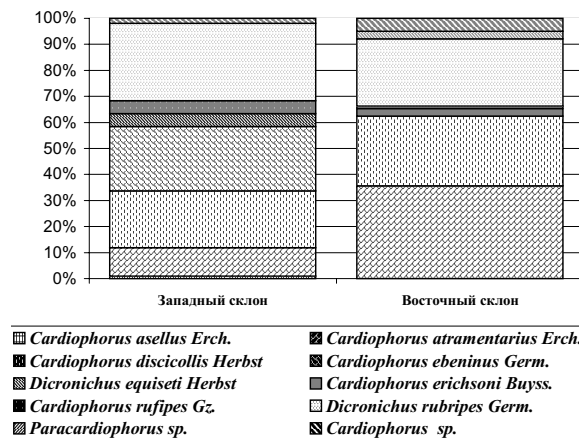 100%
90%
80%
70%
60%
50%
40%
30%
20%
10%
0%
Западный склон Восточный склон
Cardiophorus asellus Erch. Cardiophorus atramentarius Erch.
Cardiophorus discicollis Herbst Cardiophorus ebeninus Germ.
Dicronichus equiseti Herbst Cardiophorus erichsoni Buyss.
Cardiophorus rufipes Gz. Dicronichus rubripes Germ.
Paracardiophorus sp. Cardiophorus sp.